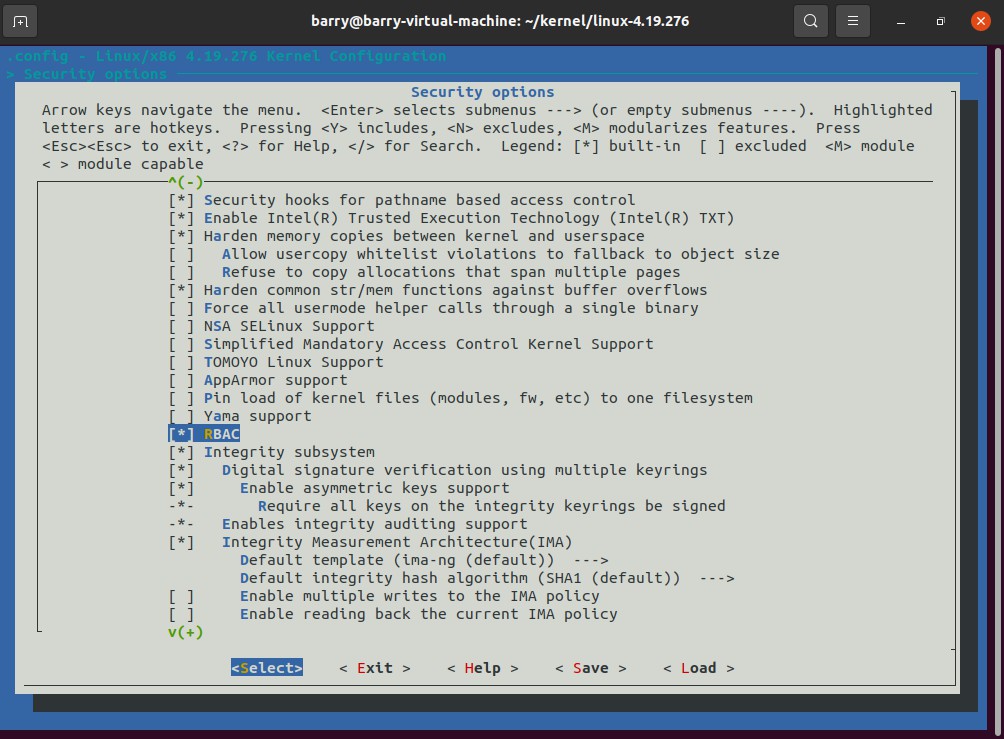 barry@barry-virtual-machine: ~/kernel/linux-4.19.276
.config - Linux/x86 4.19.276 Kernel Configuration
> Security options
Security options
Arrow keys navigate the menu.  <Enter> selects submenus ---> (or empty submenus ----).  Highlighted
letters are hotkeys.  Pressing <Y> includes, <N> excludes, <M> modularizes features.  Press
<Esc><Esc> to exit, <?> for Help, </> for Search.  Legend: [*] built-in  [ ] excluded  <M> module
< > module capable
^(-)
[*] Security hooks for pathname based access control
[*] Enable Intel(R) Trusted Execution Technology (Intel(R) TXT)
[*] Harden memory copies between kernel and userspace
[ ]   Allow usercopy whitelist violations to fallback to object size
[ ]   Refuse to copy allocations that span multiple pages
[*] Harden common str/mem functions against buffer overflows
[ ] Force all usermode helper calls through a single binary
[ ] NSA SELinux Support
[ ] Simplified Mandatory Access Control Kernel Support
[ ] TOMOYO Linux Support
[ ] AppArmor support
[ ] Pin load of kernel files (modules, fw, etc) to one filesystem
[ ] Yama support
[*] RBAC
[*] Integrity subsystem
[*]   Digital signature verification using multiple keyrings
[*]     Enable asymmetric keys support
-*-       Require all keys on the integrity keyrings be signed
-*-   Enables integrity auditing support
[*]   Integrity Measurement Architecture(IMA)
Default template (ima-ng (default))  --->
Default integrity hash algorithm (SHA1 (default))  --->
[ ]     Enable multiple writes to the IMA policy
[ ]     Enable reading back the current IMA policy
v(+)
<Select>    < Exit >    < Help >    < Save >    < Load >